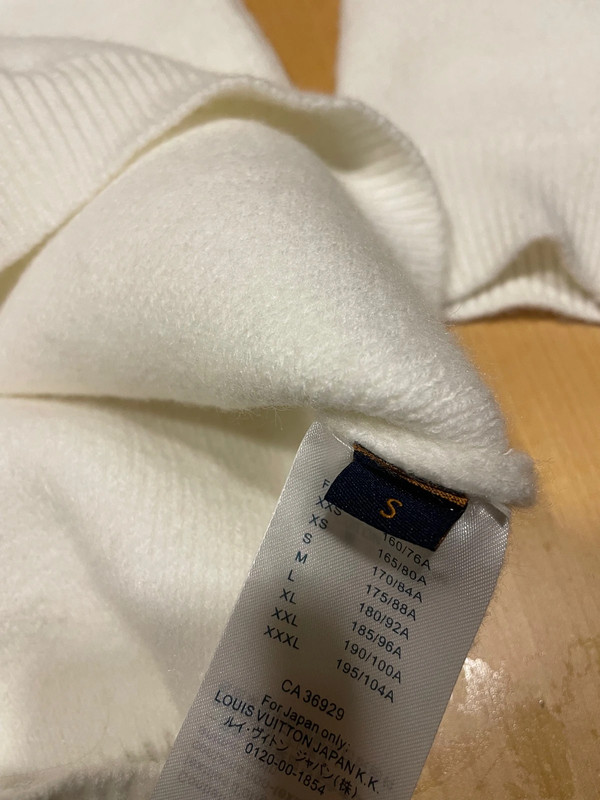 S
F
XXS 160/76A
XS 165/80A
S 170/84A
M 175/88A
L 180/92A
XL 185/96A
XXL 190/100A
XXXL 195/104A
CA 36929
For Japan only:
LOUIS VUITTON JAPAN K.K.
ルイ・ヴィトン ジャパン(株)
0120-00-1854